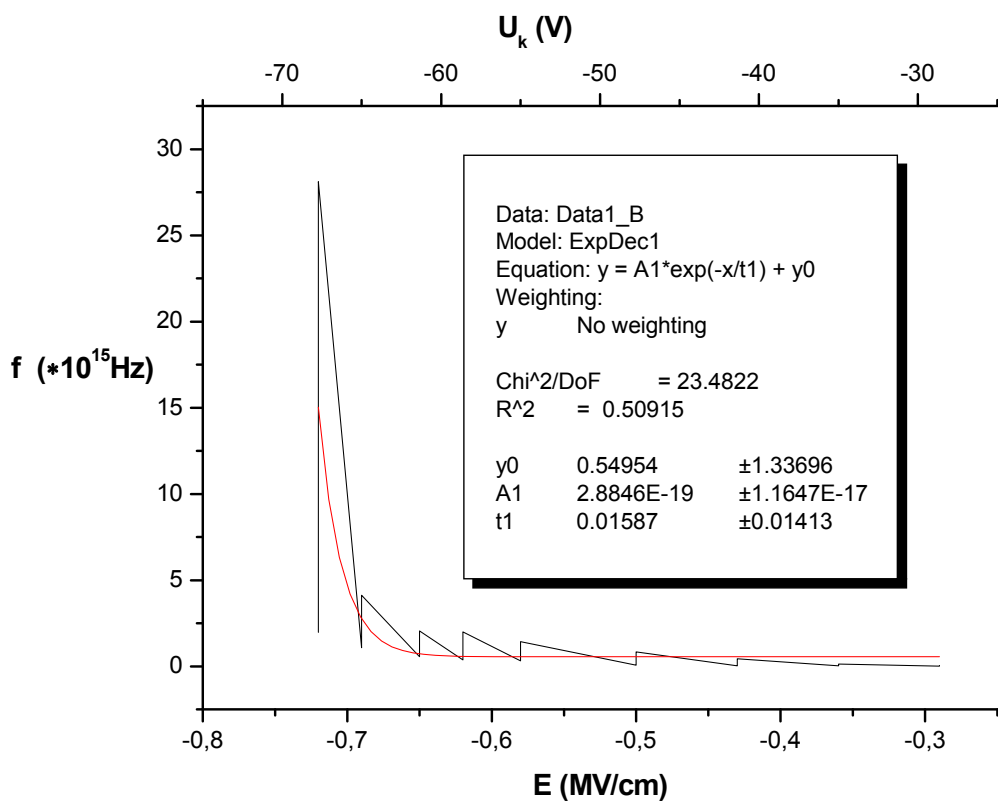 U_k (V)
-70 -60 -50 -40 -30
30
25
20
15
10
5
0
f (*10^15Hz)
Data: Data1_B
Model: ExpDec1
Equation: y = A1*exp(-x/t1) + y0
Weighting:
y No weighting
Chi^2/DoF = 23.4822
R^2 = 0.50915
y0 0.54954 ±1.33696
A1 2.8846E-19 ±1.1647E-17
t1 0.01587 ±0.01413
-0,8 -0,7 -0,6 -0,5 -0,4 -0,3
E (MV/cm)